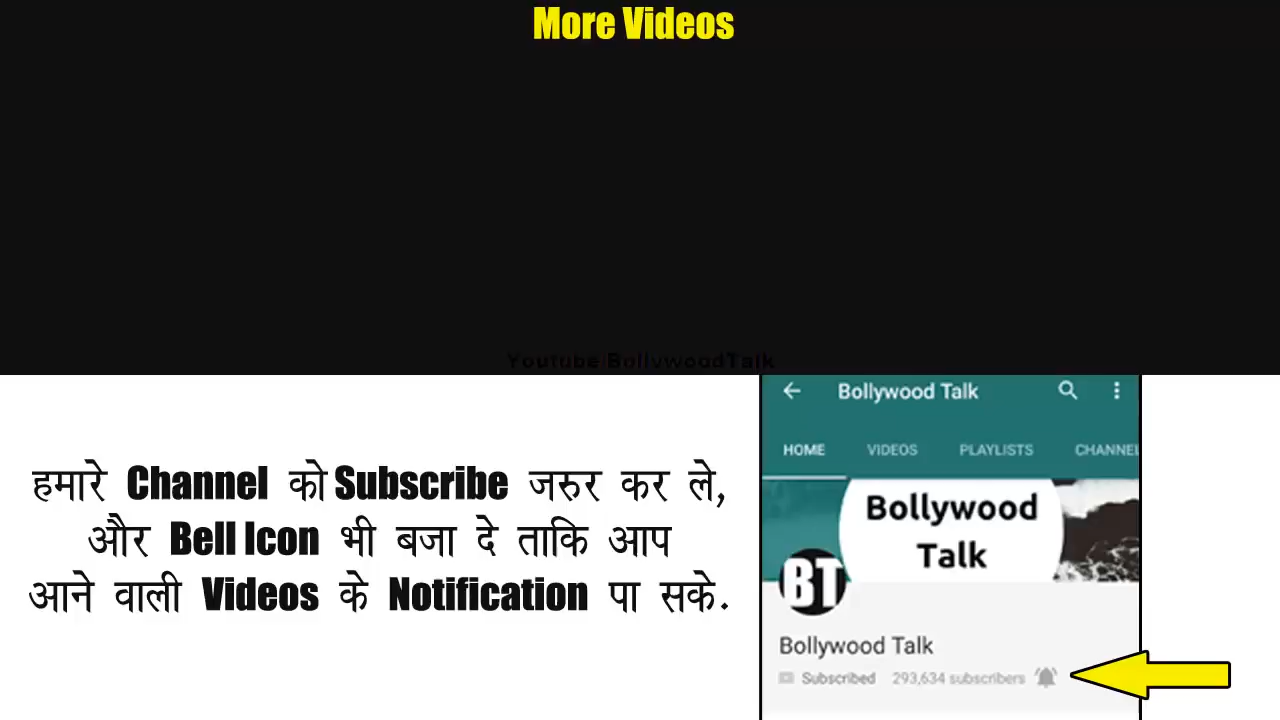 More Videos
Youtube/BollywoodTalk
हमारे Channel को Subscribe जरुर कर ले,
और Bell Icon भी बजा दे ताकि आप
आने वाली Videos के Notification पा सके.
Bollywood Talk
HOME VIDEOS PLAYLISTS CHANNEL
Bollywood
Talk
BT
Bollywood Talk
Subscribed 293,634 subscribers